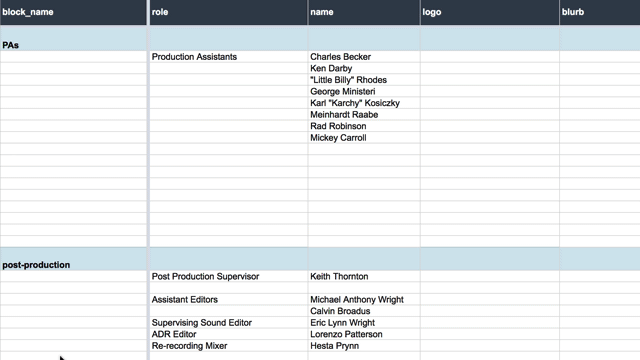 block_name role name logo blurb
PAs
Production Assistants Charles Becker
Ken Darby
"Little Billy" Rhodes
George Ministeri
Karl "Karchy" Kosiczky
Meinhardt Raabe
Rad Robinson
Mickey Carroll
post-production
Post Production Supervisor Keith Thornton
Assistant Editors Michael Anthony Wright
Calvin Broadus
Supervising Sound Editor Eric Lynn Wright
ADR Editor Lorenzo Patterson
Re-recording Mixer Hesta Prynn